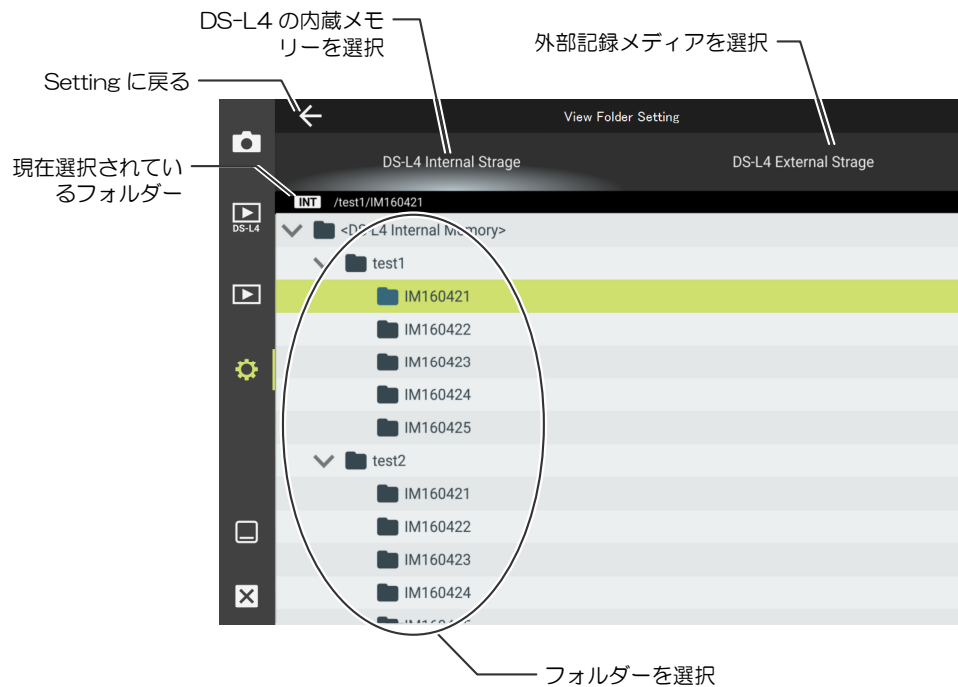 DS-L4 の内蔵メモ
リーを選択
外部記録メディアを選択
Setting に戻る
View Folder Setting
現在選択されてい
るフォルダー
DS-L4 Internal Strage
DS-L4 External Strage
INT /test1/IM160421
DS-L4
<DS-L4 Internal Memory>
test1
IM160421
IM160422
IM160423
IM160424
IM160425
test2
IM160421
IM160422
IM160423
IM160424
フォルダーを選択